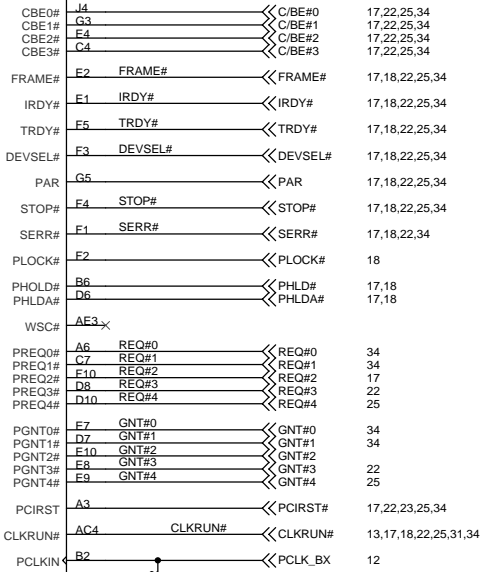 CBE0# J4 C/BE#0 17,22,25,34
CBE1# G3 C/BE#1 17,22,25,34
CBE2# E4 C/BE#2 17,22,25,34
CBE3# C4 C/BE#3 17,22,25,34
FRAME# E2 FRAME# FRAME# 17,18,22,25,34
IRDY# E1 IRDY# IRDY# 17,18,22,25,34
TRDY# F5 TRDY# TRDY# 17,18,22,25,34
DEVSEL# F3 DEVSEL# DEVSEL# 17,18,22,25,34
PAR G5 PAR 17,18,22,25,34
STOP# F4 STOP# STOP# 17,18,22,25,34
SERR# F1 SERR# SERR# 17,18,22,34
PLOCK# F2 PLOCK# 18
PHOLD# B6 PHLD# 17,18
PHLDA# D6 PHLDA# 17,18
WSC# AE3
PREQ0# A6 REQ#0 REQ#0 34
PREQ1# C7 REQ#1 REQ#1 34
PREQ2# F10 REQ#2 REQ#2 17
PREQ3# D8 REQ#3 REQ#3 22
PREQ4# D10 REQ#4 REQ#4 25
PGNT0# E7 GNT#0 GNT#0 34
PGNT1# D7 GNT#1 GNT#1 34
PGNT2# E10 GNT#2 GNT#2
PGNT3# E8 GNT#3 GNT#3 22
PGNT4# E9 GNT#4 GNT#4 25
PCIRST A3 PCIRST# 17,22,23,25,34
CLKRUN# AC4 CLKRUN# CLKRUN# 13,17,18,22,25,31,34
PCLKIN B2 PCLK_BX 12